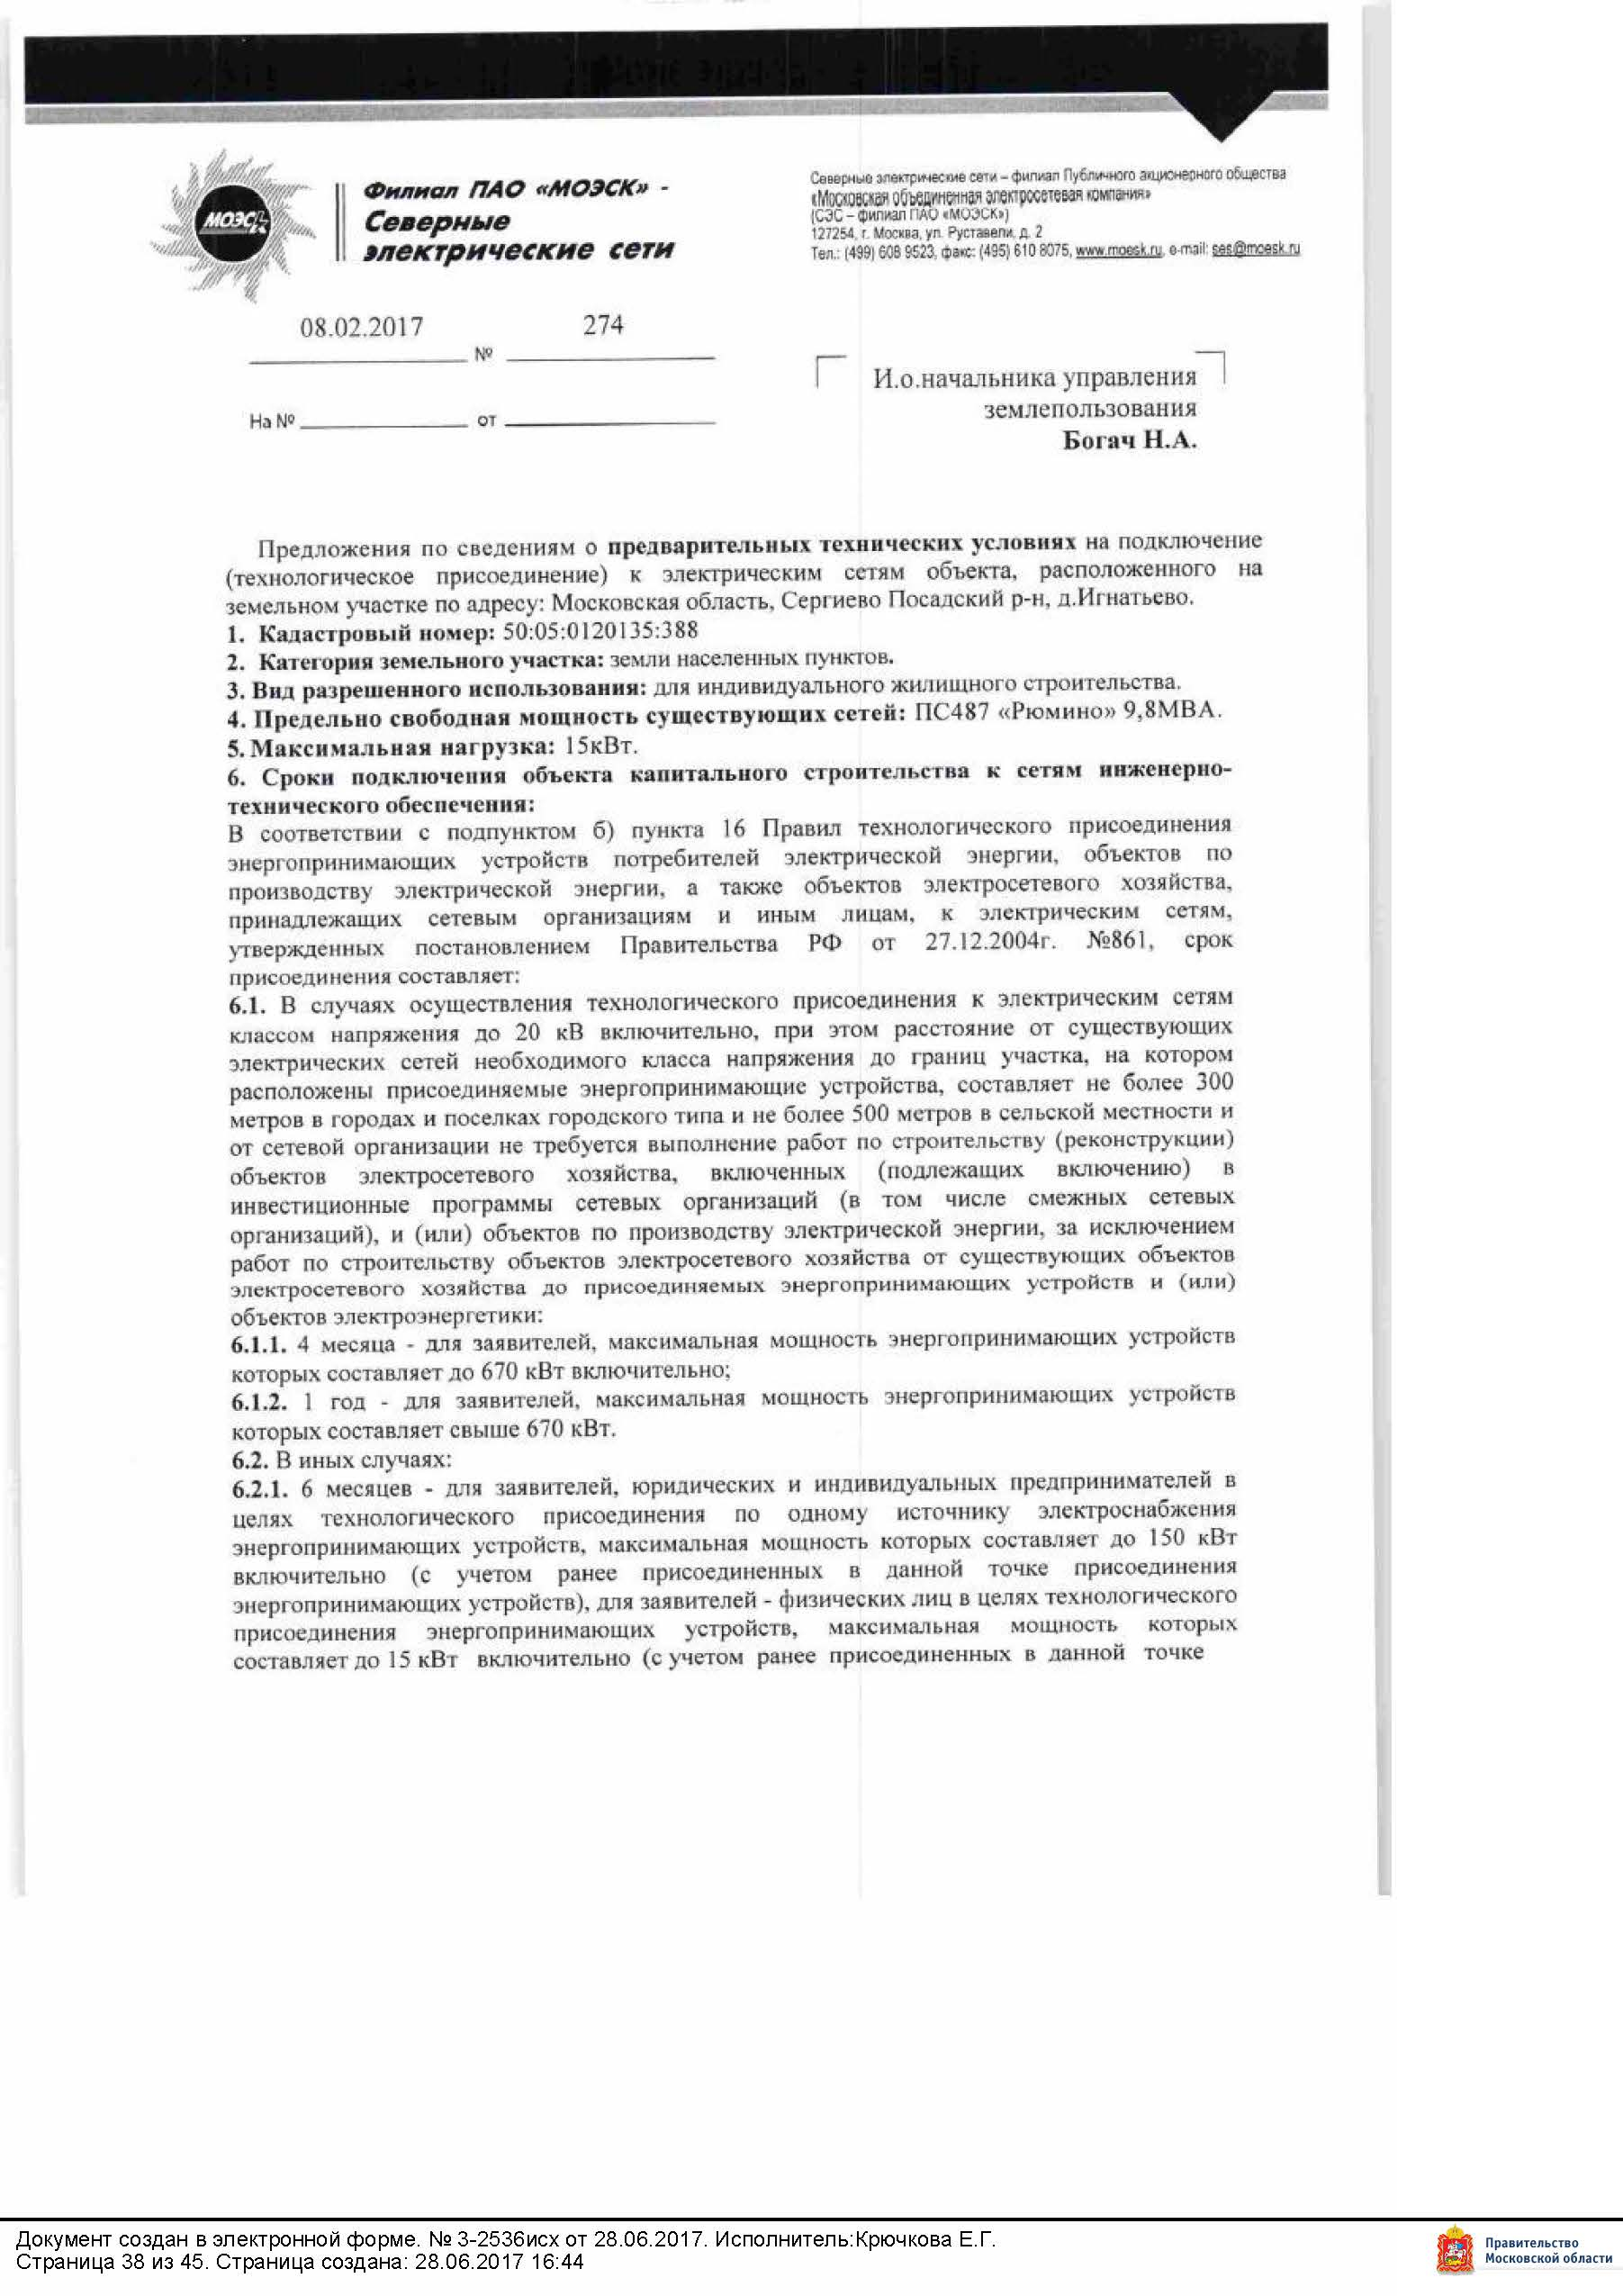 МОЭСК
Филиал ПАО «МОЭСК» -
Северные
электрические сети
Северные электрические сети – филиал Публичного акционерного общества
«Московская объединенная электросетевая компания»
(СЭС – филиал ПАО «МОЭСК»)
127254, г. Москва, ул. Руставели, д. 2
Тел.: (499) 608 9523, факс: (495) 610 8075, www.moesk.ru, e-mail: ses@moesk.ru
08.02.2017 № 274
На № от
И.о.начальника управления
землепользования
Богач Н.А.
Предложения по сведениям о предварительных технических условиях на подключение
(технологическое присоединение) к электрическим сетям объекта, расположенного на
земельном участке по адресу: Московская область, Сергиево Посадский р-н, д.Игнатьево.
1. Кадастровый номер: 50:05:0120135:388
2. Категория земельного участка: земли населенных пунктов.
3. Вид разрешенного использования: для индивидуального жилищного строительства.
4. Предельно свободная мощность существующих сетей: ПС487 «Рюмино» 9,8МВА.
5. Максимальная нагрузка: 15кВт.
6. Сроки подключения объекта капитального строительства к сетям инженерно-
технического обеспечения:
В соответствии с подпунктом б) пункта 16 Правил технологического присоединения
энергопринимающих устройств потребителей электрической энергии, объектов по
производству электрической энергии, а также объектов электросетевого хозяйства,
принадлежащих сетевым организациям и иным лицам, к электрическим сетям,
утвержденных постановлением Правительства РФ от 27.12.2004г. №861, срок
присоединения составляет:
6.1. В случаях осуществления технологического присоединения к электрическим сетям
классом напряжения до 20 кВ включительно, при этом расстояние от существующих
электрических сетей необходимого класса напряжения до границ участка, на котором
расположены присоединяемые энергопринимающие устройства, составляет не более 300
метров в городах и поселках городского типа и не более 500 метров в сельской местности и
от сетевой организации не требуется выполнение работ по строительству (реконструкции)
объектов электросетевого хозяйства, включенных (подлежащих включению) в
инвестиционные программы сетевых организаций (в том числе смежных сетевых
организаций), и (или) объектов по производству электрической энергии, за исключением
работ по строительству объектов электросетевого хозяйства от существующих объектов
электросетевого хозяйства до присоединяемых энергопринимающих устройств и (или)
объектов электроэнергетики:
6.1.1. 4 месяца - для заявителей, максимальная мощность энергопринимающих устройств
которых составляет до 670 кВт включительно;
6.1.2. 1 год - для заявителей, максимальная мощность энергопринимающих устройств
которых составляет свыше 670 кВт.
6.2. В иных случаях:
6.2.1. 6 месяцев - для заявителей, юридических и индивидуальных предпринимателей в
целях технологического присоединения по одному источнику электроснабжения
энергопринимающих устройств, максимальная мощность которых составляет до 150 кВт
включительно (с учетом ранее присоединенных в данной точке присоединения
энергопринимающих устройств), для заявителей - физических лиц в целях технологического
присоединения энергопринимающих устройств, максимальная мощность которых
составляет до 15 кВт включительно (с учетом ранее присоединенных в данной точке
Документ создан в электронной форме. № 3-2536исх от 28.06.2017. Исполнитель:Крючкова Е.Г.
Страница 38 из 45. Страница создана: 28.06.2017 16:44
Правительство
Московской области